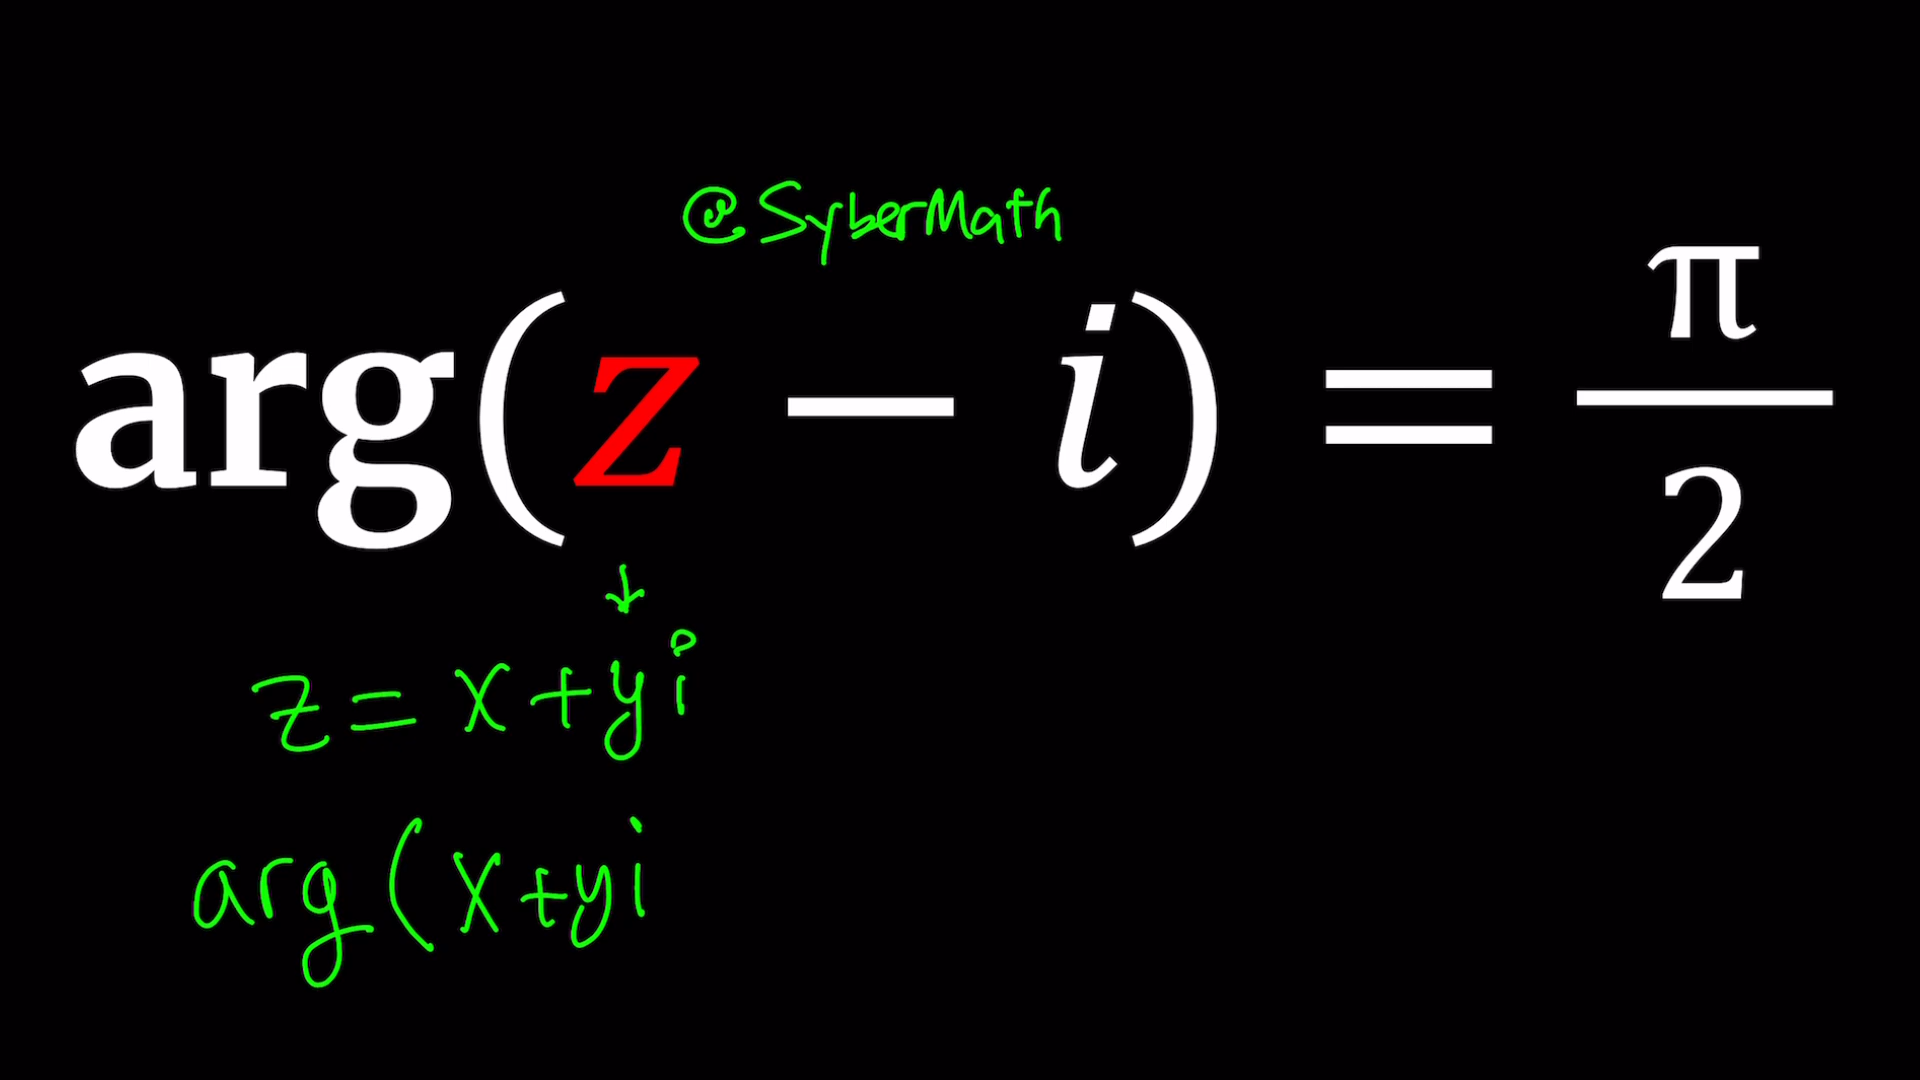 @SyberMath
arg(z − i) = π/2
↓
z = x + yi
arg(x + yi